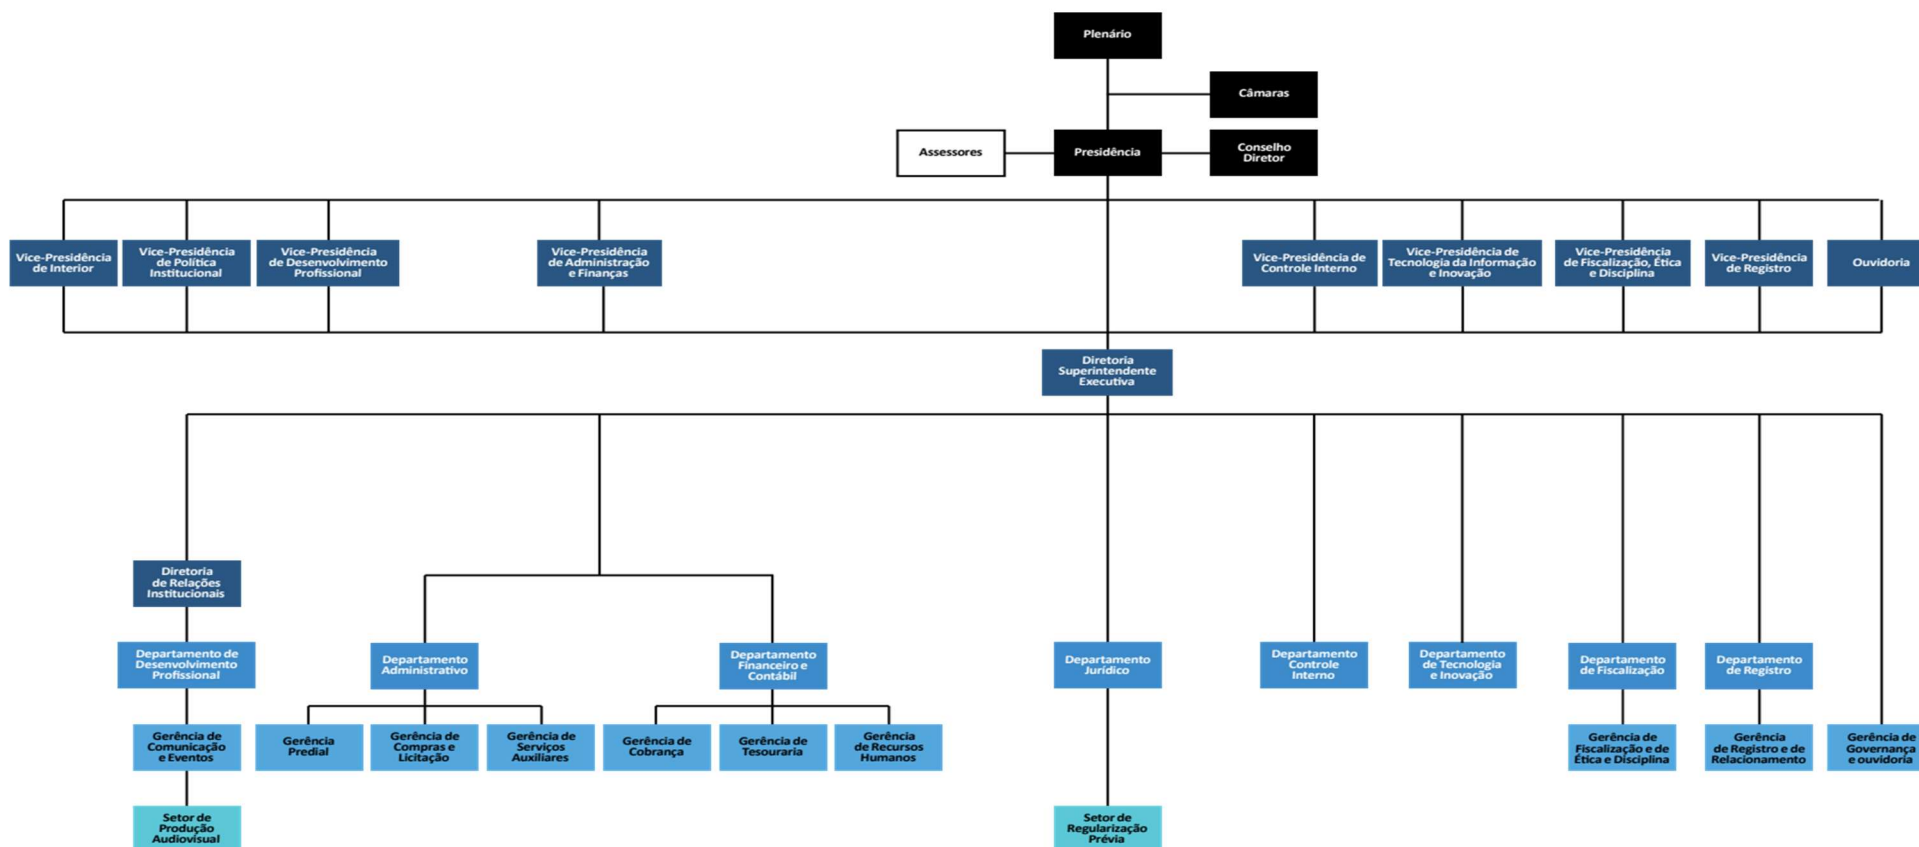 Plenário
Câmaras
Assessores
Presidência
Conselho
Diretor
Vice-Presidência
de Interior
Vice-Presidência
de Política
Institucional
Vice-Presidência
de Desenvolvimento
Profissional
Vice-Presidência
de Administração
e Finanças
Vice-Presidência de
Controle Interno
Vice-Presidência de
Tecnologia da Informação
e Inovação
Vice-Presidência
de Fiscalização, Ética
e Disciplina
Vice-Presidência
de Registro
Ouvidoria
Diretoria
Superintendente
Executiva
Diretoria
de Relações
Institucionais
Departamento de
Desenvolvimento
Profissional
Departamento
Administrativo
Departamento
Financeiro e
Contábil
Departamento
Jurídico
Departamento
Controle
Interno
Departamento
de Tecnologia
e Inovação
Departamento
de Fiscalização
Departamento
de Registro
Gerência de
Comunicação
e Eventos
Gerência
Predial
Gerência de
Compras e
Licitação
Gerência de
Serviços
Auxiliares
Gerência de
Cobrança
Gerência de
Tesouraria
Gerência
de Recursos
Humanos
Gerência de
Fiscalização e de
Ética e Disciplina
Gerência
de Registro e de
Relacionamento
Gerência de
Governança
e ouvidoria
Setor de
Produção
Audiovisual
Setor de
Regularização
Prévia